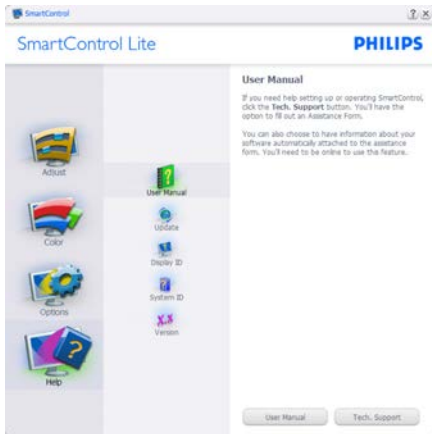 SmartControl
SmartControl Lite
PHILIPS
Adjust
Color
Options
Help
User Manual
Update
Display ID
System ID
Version
User Manual
If you need help setting up or operating SmartControl,
click the Tech. Support button. You'll have the
option to fill out an Assistance Form.
You can also choose to have information about your
software automatically attached to the assistance
form. You'll need to be online to use this feature.
User Manual
Tech. Support